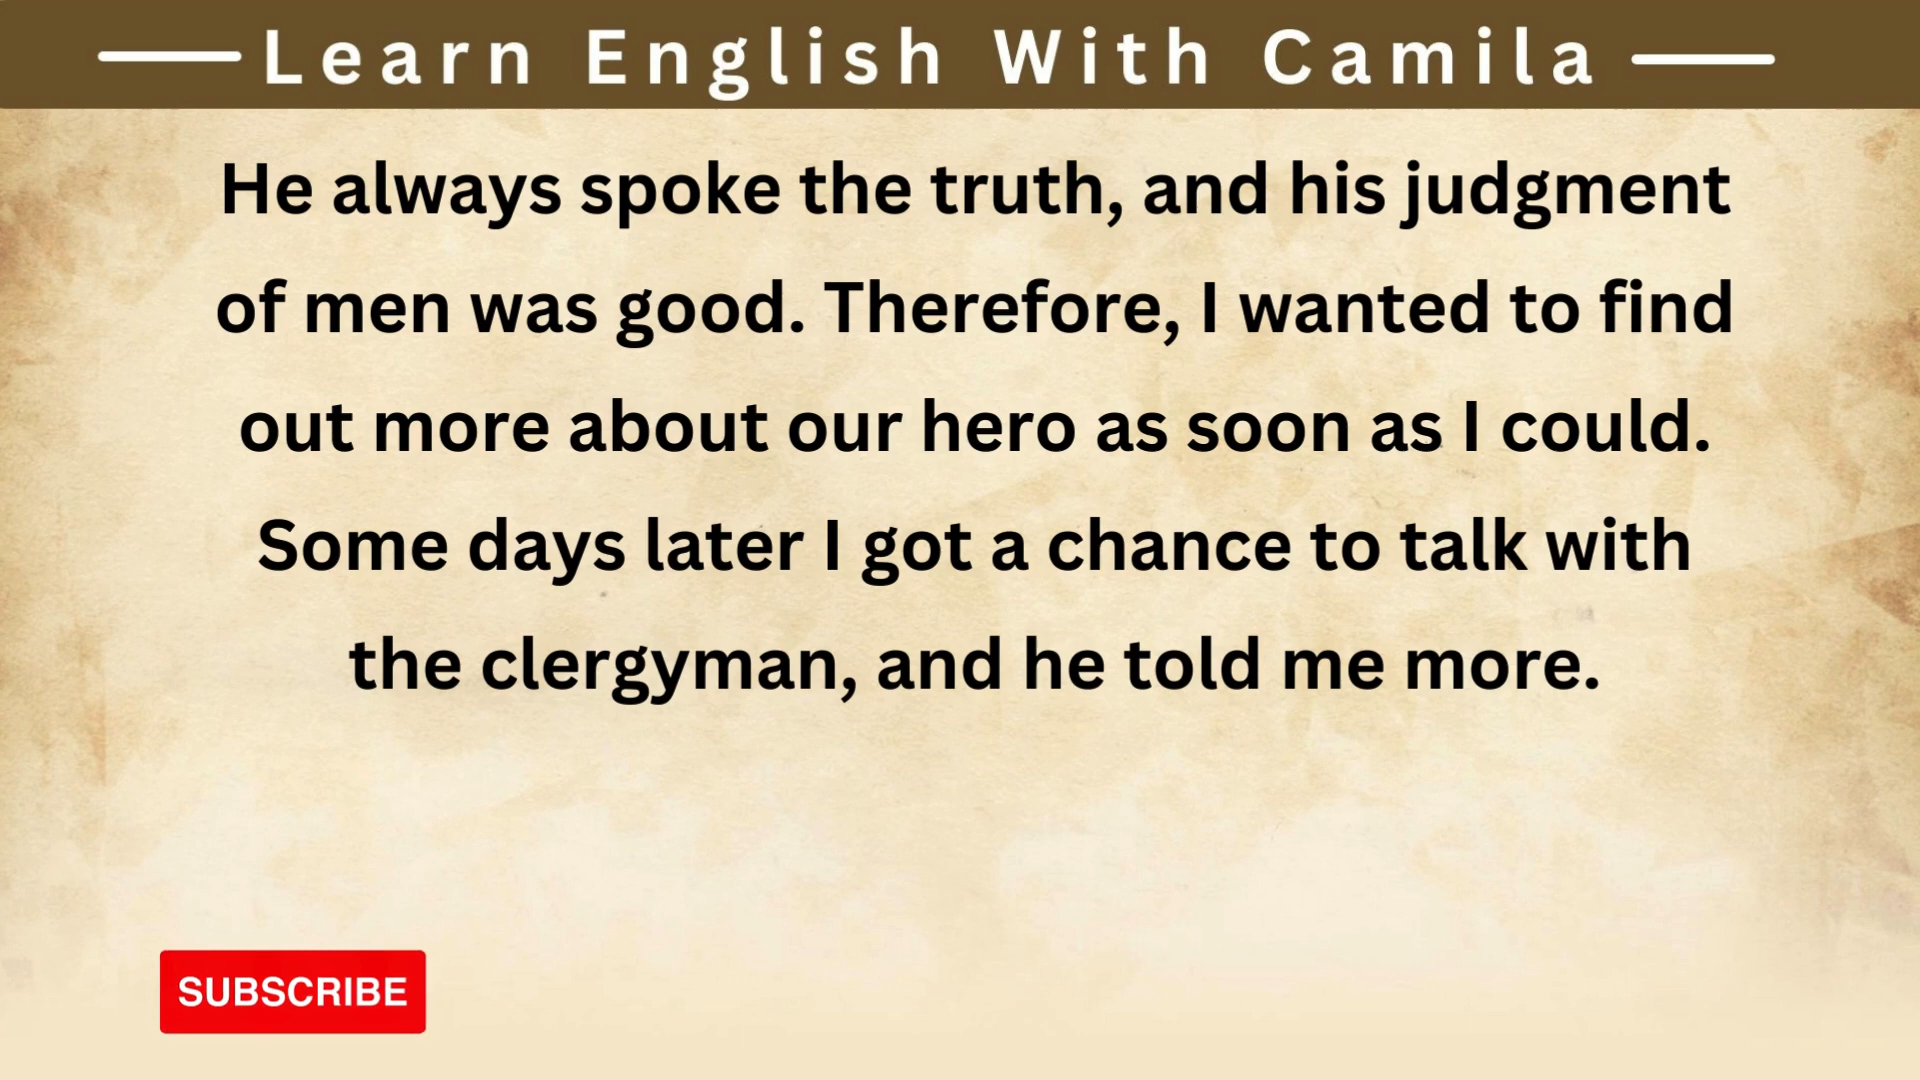 Learn English With Camila
He always spoke the truth, and his judgment
of men was good. Therefore, I wanted to find
out more about our hero as soon as I could.
Some days later I got a chance to talk with
the clergyman, and he told me more.
SUBSCRIBE